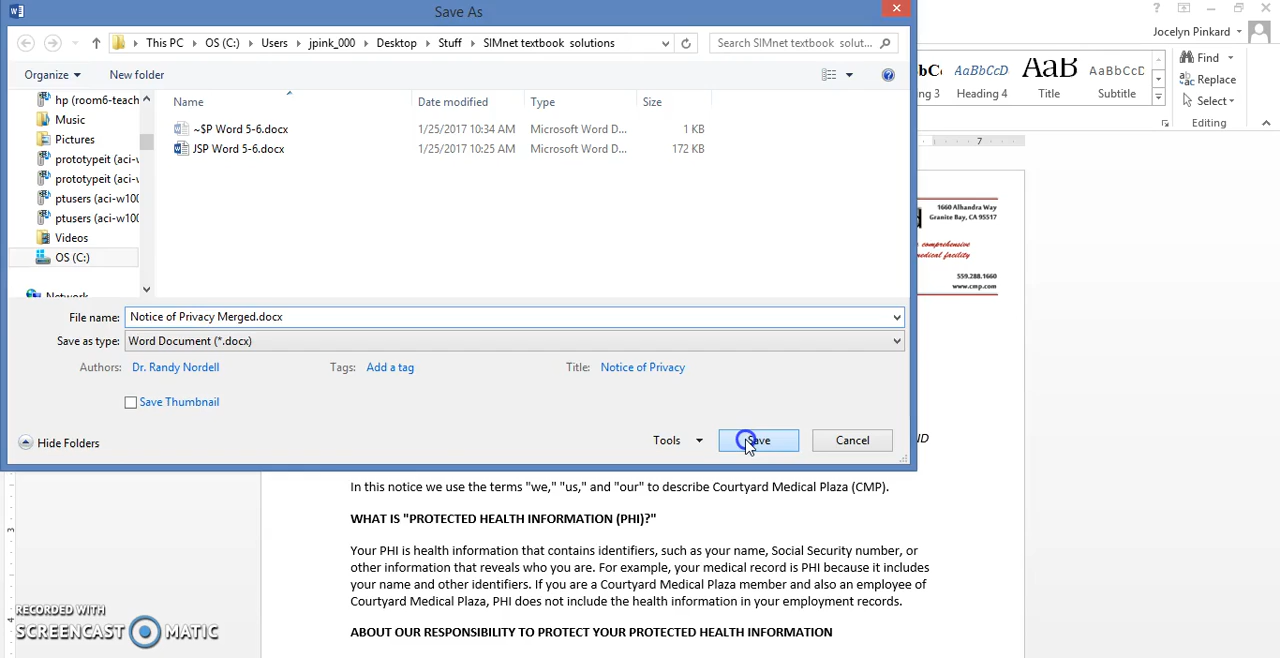 Save As
This PC OS (C:) Users jpink_000 Desktop Stuff SIMnet textbook solutions Search SIMnet textbook solut...
Jocelyn Pinkard
Organize New folder
Find
Replace
Select
Editing
AaBbCcD AaB AaBbCcD
ng 3 Heading 4 Title Subtitle
7
hp (room6-teach
Music
Pictures
prototypeit (aci-w
prototypeit (aci-w
ptusers (aci-w100
ptusers (aci-w100
Videos
OS (C:)
Network
Name Date modified Type Size
~$P Word 5-6.docx 1/25/2017 10:34 AM Microsoft Word D... 1 KB
JSP Word 5-6.docx 1/25/2017 10:25 AM Microsoft Word D... 172 KB
File name: Notice of Privacy Merged.docx
Save as type: Word Document (*.docx)
Authors: Dr. Randy Nordell Tags: Add a tag Title: Notice of Privacy
Save Thumbnail
Hide Folders Tools Save Cancel
1660 Alhandra Way
Granite Bay, CA 95517
comprehensive
medical facility
559.288.1660
www.cmp.com
ND
In this notice we use the terms "we," "us," and "our" to describe Courtyard Medical Plaza (CMP).
WHAT IS "PROTECTED HEALTH INFORMATION (PHI)?"
Your PHI is health information that contains identifiers, such as your name, Social Security number, or
other information that reveals who you are. For example, your medical record is PHI because it includes
your name and other identifiers. If you are a Courtyard Medical Plaza member and also an employee of
Courtyard Medical Plaza, PHI does not include the health information in your employment records.
ABOUT OUR RESPONSIBILITY TO PROTECT YOUR PROTECTED HEALTH INFORMATION
3
4
RECORDED WITH
SCREENCAST MATIC